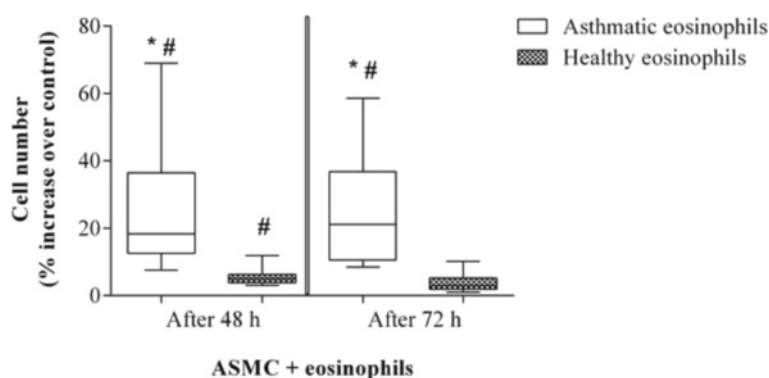 Cell number
(% increase over control)
80
60
40
20
0
* #
#
* #
After 48 h
After 72 h
ASMC + eosinophils
Asthmatic eosinophils
Healthy eosinophils